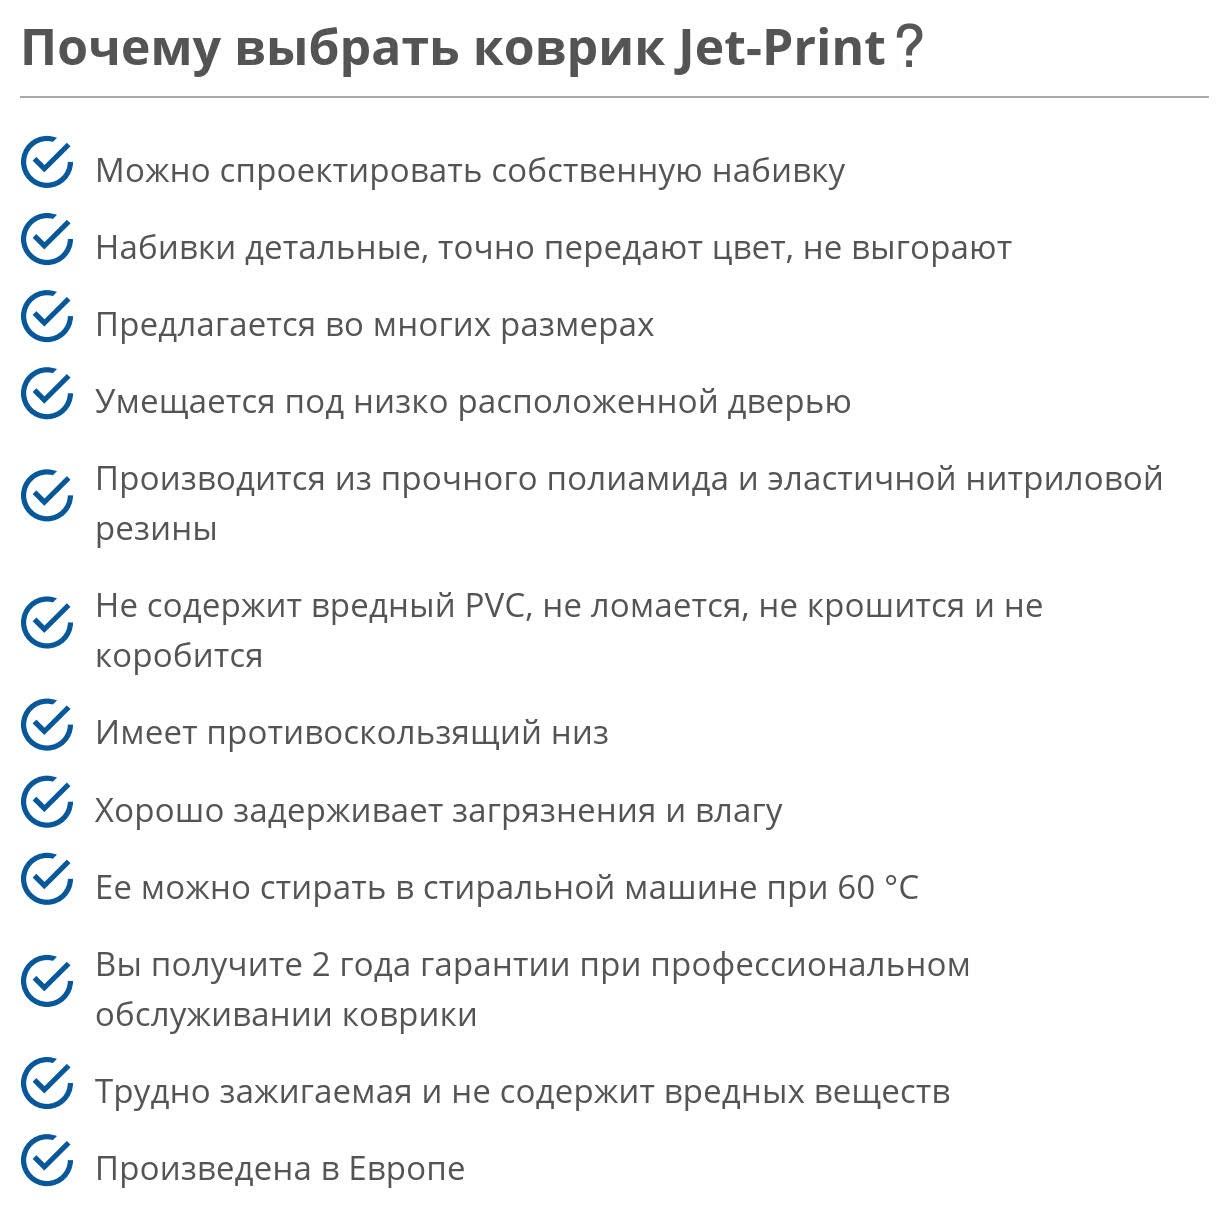 Почему выбрать коврик Jet-Print？
Можно спроектировать собственную набивку
Набивки детальные, точно передают цвет, не выгорают
Предлагается во многих размерах
Умещается под низко расположенной дверью
Производится из прочного полиамида и эластичной нитриловой
резины
Не содержит вредный PVC, не ломается, не крошится и не
коробится
Имеет противоскользящий низ
Хорошо задерживает загрязнения и влагу
Ее можно стирать в стиральной машине при 60 °C
Вы получите 2 года гарантии при профессиональном
обслуживании коврики
Трудно зажигаемая и не содержит вредных веществ
Произведена в Европе